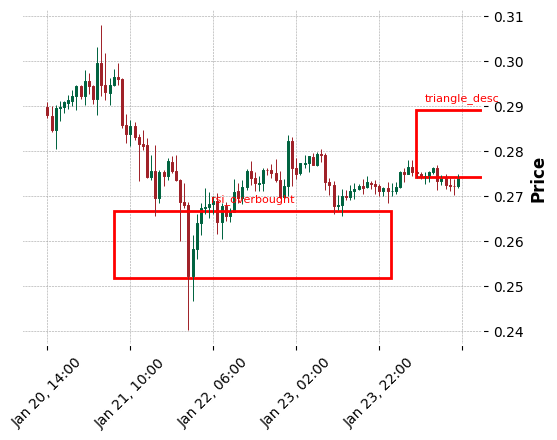 0.31
0.30
triangle_desc
0.29
0.28
0.27
rsi_overbought
0.26
0.25
0.24
Price
Jan 20, 14:00
Jan 21, 10:00
Jan 22, 06:00
Jan 23, 02:00
Jan 23, 22:00